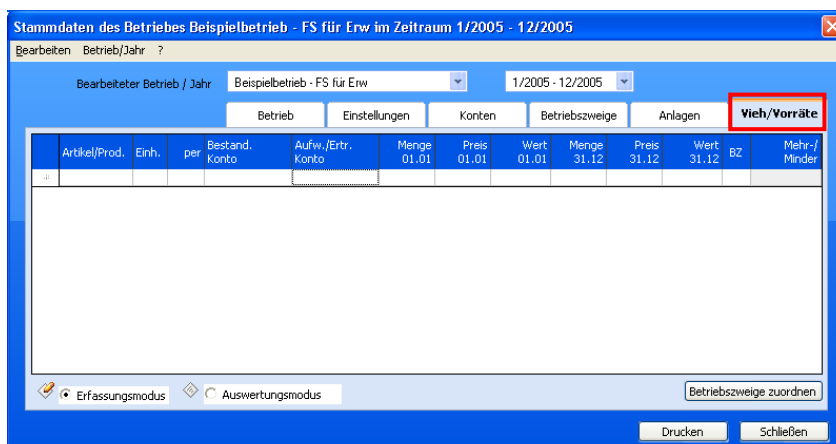 Stammdaten des Betriebes Beispielbetrieb - FS für Erw im Zeitraum 1/2005 - 12/2005
Bearbeiten Betrieb/Jahr ?
Bearbeiteter Betrieb / Jahr Beispielbetrieb - FS für Erw 1/2005 - 12/2005
Betrieb Einstellungen Konten Betriebszweige Anlagen Vieh/Vorräte
Artikel/Prod. Einh. per Bestand. Konto Aufw./Ertr. Konto Menge 01.01 Preis 01.01 Wert 01.01 Menge 31.12 Preis 31.12 Wert 31.12 BZ Mehr-/ Minder
Erfassungsmodus Auswertungsmodus Betriebszweige zuordnen
Drucken Schließen